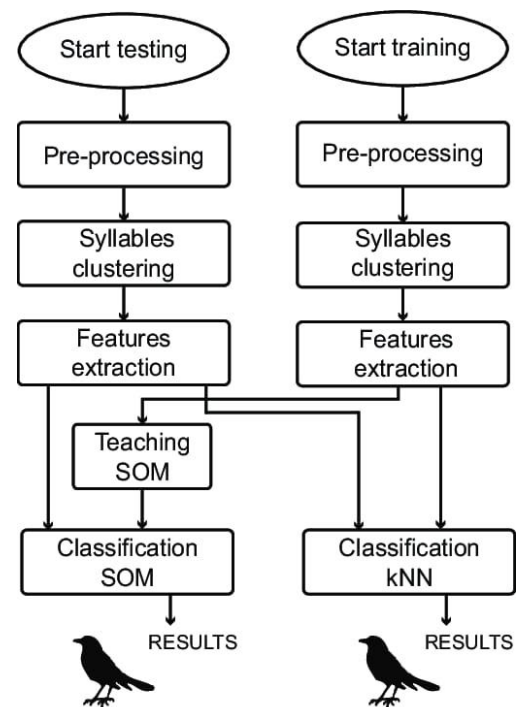 Start testing
Start training
Pre-processing
Pre-processing
Syllables
clustering
Syllables
clustering
Features
extraction
Features
extraction
Teaching
SOM
Classification
SOM
Classification
kNN
RESULTS
RESULTS